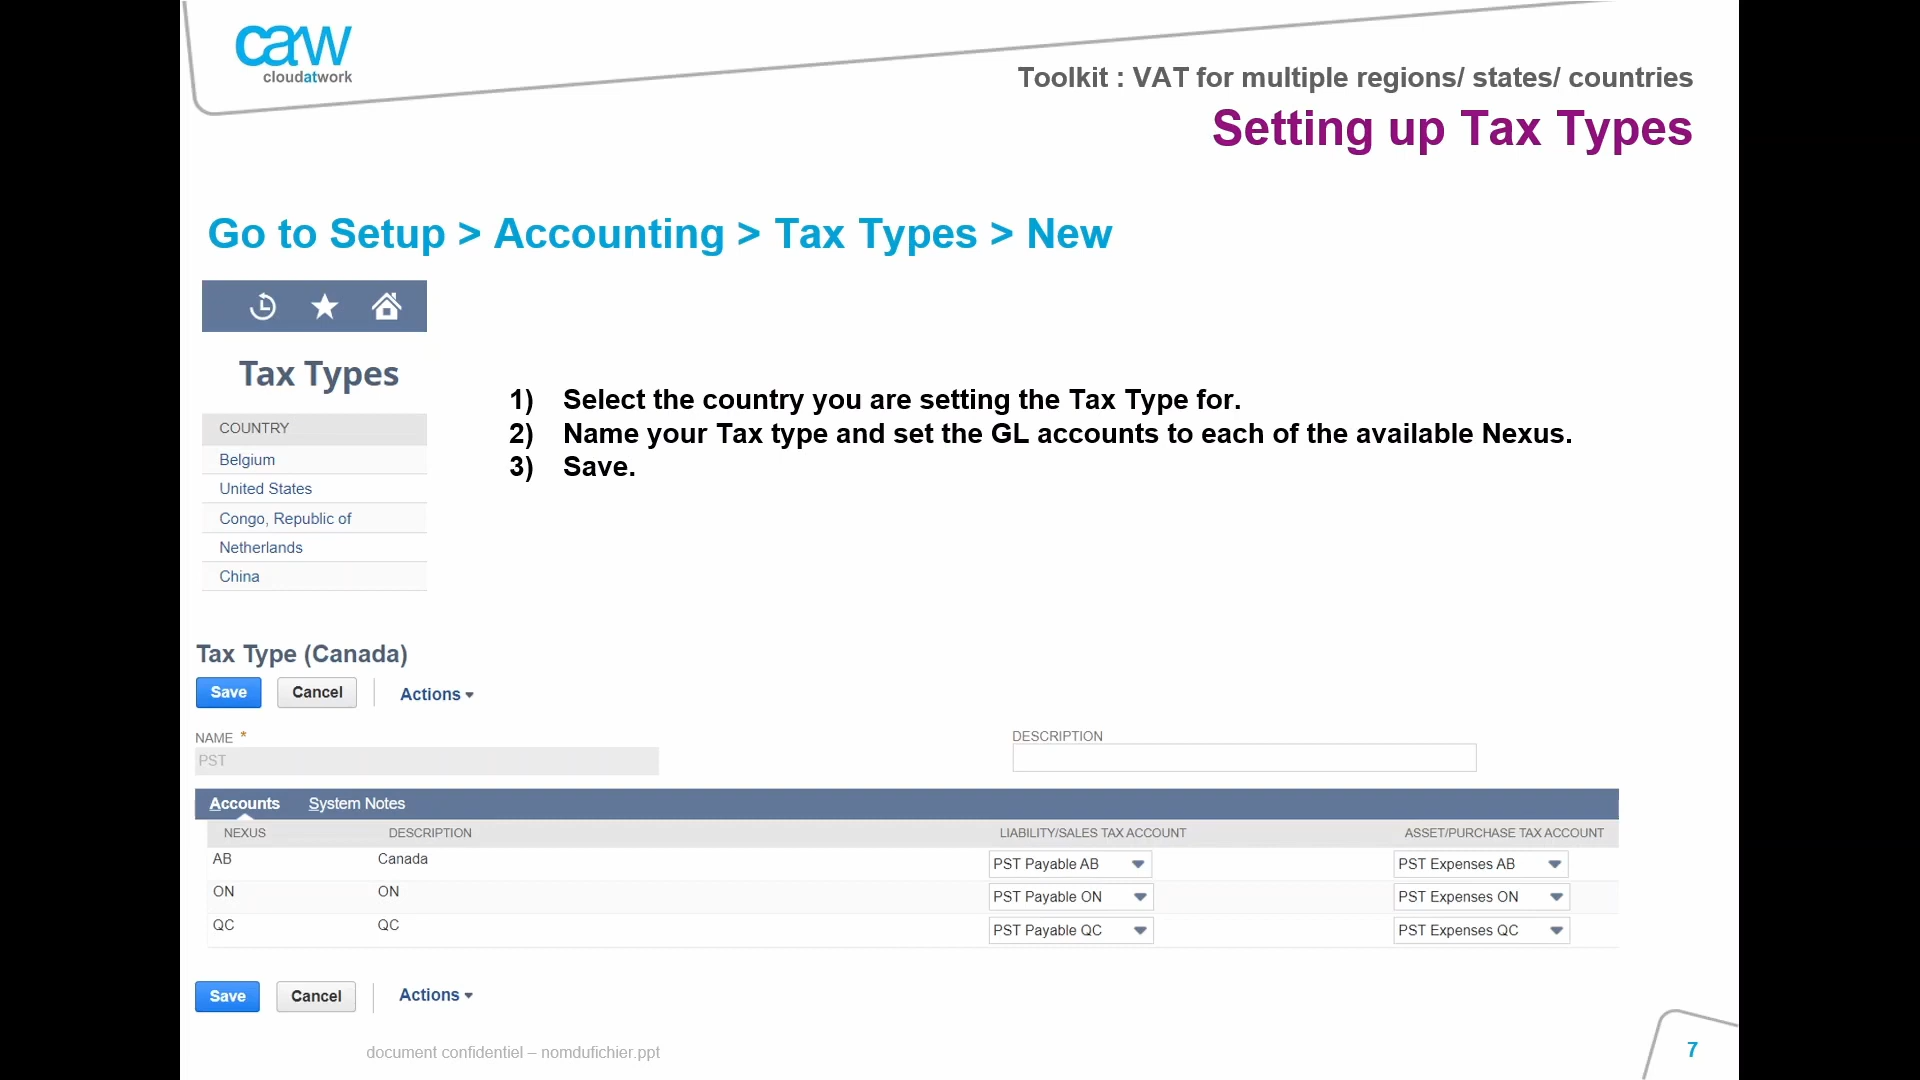 caw
cloudatwork
Toolkit : VAT for multiple regions/ states/ countries
Setting up Tax Types
Go to Setup > Accounting > Tax Types > New
Tax Types
COUNTRY
Belgium
United States
Congo, Republic of
Netherlands
China
1) Select the country you are setting the Tax Type for.
2) Name your Tax type and set the GL accounts to each of the available Nexus.
3) Save.
Tax Type (Canada)
Save Cancel Actions
NAME * DESCRIPTION
PST
Accounts System Notes
NEXUS DESCRIPTION LIABILITY/SALES TAX ACCOUNT ASSET/PURCHASE TAX ACCOUNT
AB Canada PST Payable AB PST Expenses AB
ON ON PST Payable ON PST Expenses ON
QC QC PST Payable QC PST Expenses QC
Save Cancel Actions
document confidentiel – nomdufichier.ppt
7